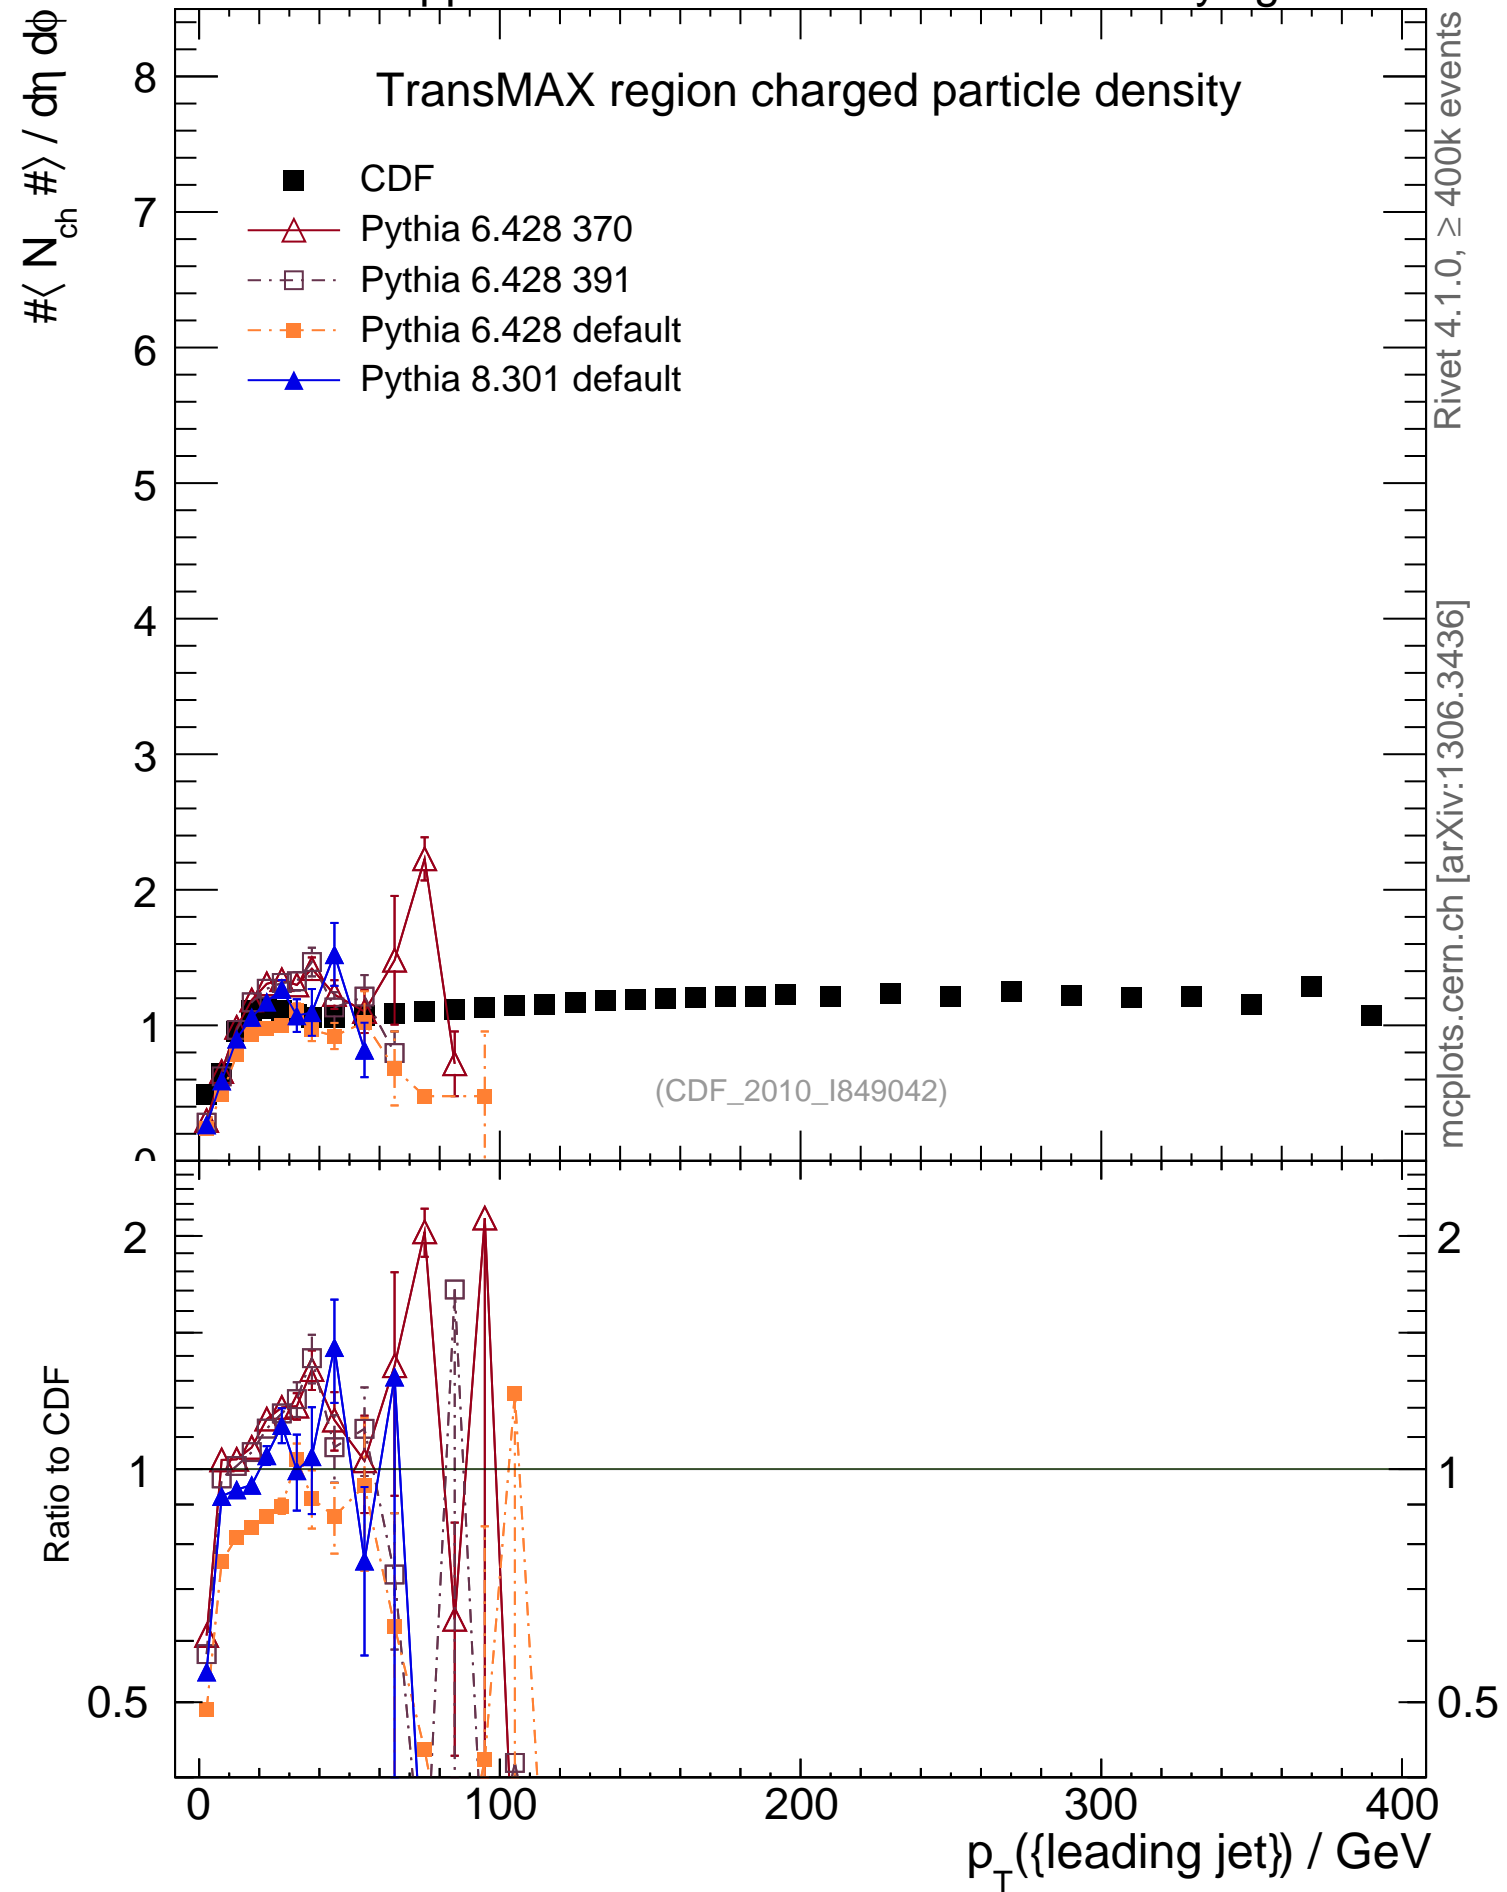 #⟨ N_ch #⟩ / dη dϕ
TransMAX region charged particle density
CDF
Pythia 6.428 370
Pythia 6.428 391
Pythia 6.428 default
Pythia 8.301 default
8
7
6
5
4
3
2
1
0
(CDF_2010_I849042)
Rivet 4.1.0, ≥ 400k events
mcplots.cern.ch [arXiv:1306.3436]
Ratio to CDF
2
1
0.5
2
1
0.5
0 100 200 300 400
p_T({leading jet}) / GeV